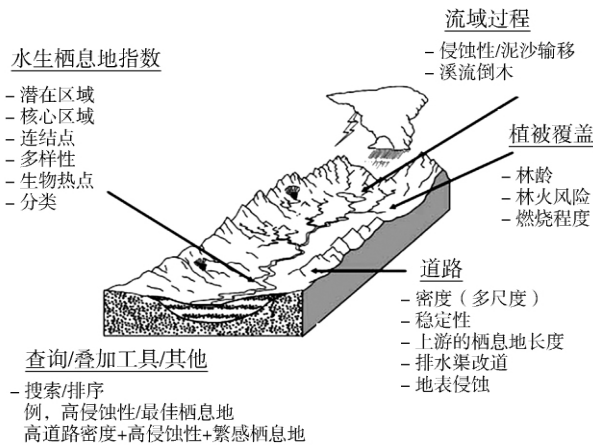 水生栖息地指数
– 潜在区域
– 核心区域
– 连结点
– 多样性
– 生物热点
– 分类
流域过程
– 侵蚀性/泥沙输移
– 溪流倒木
植被覆盖
– 林龄
– 林火风险
– 燃烧程度
道路
– 密度（多尺度）
– 稳定性
– 上游的栖息地长度
– 排水渠改道
– 地表侵蚀
查询/叠加工具/其他
– 搜索/排序
例，高侵蚀性/最佳栖息地
高道路密度+高侵蚀性+繁感栖息地